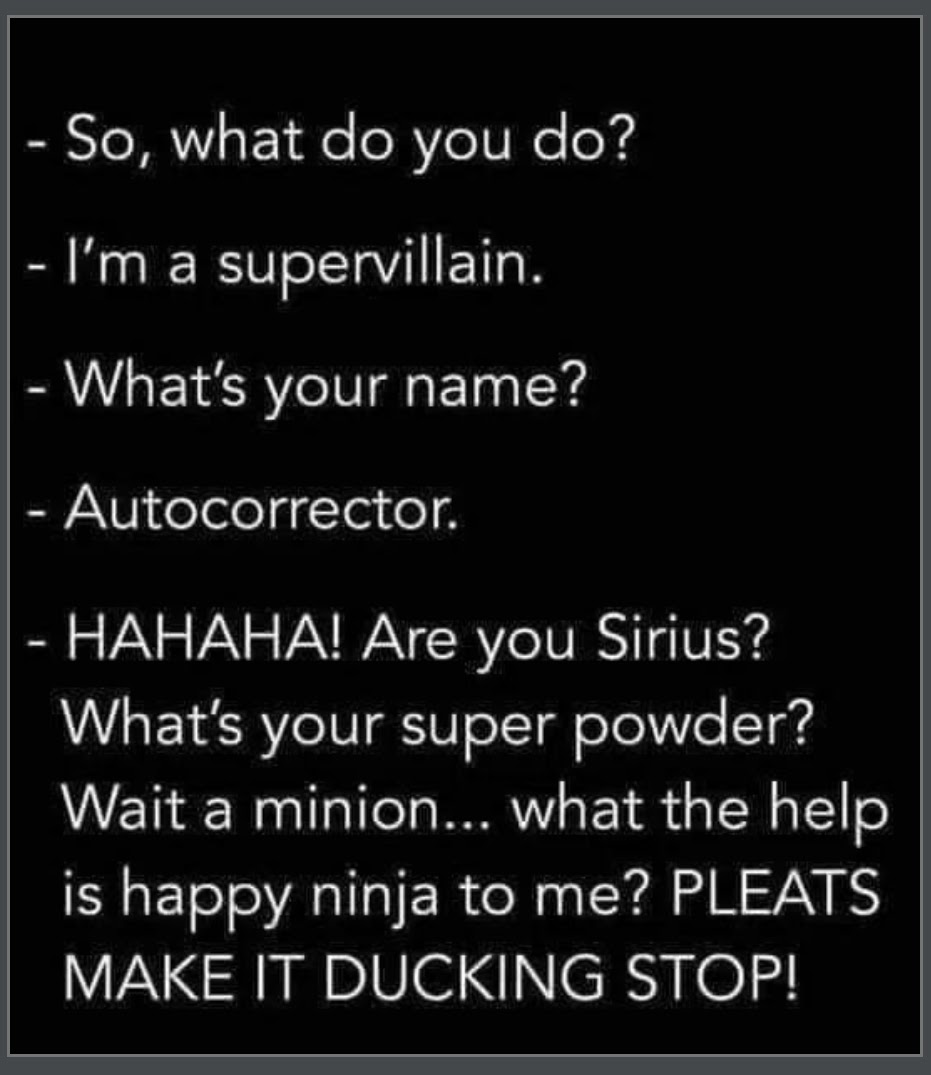 - So, what do you do?
- I’m a supervillain.
- What’s your name?
- Autocorrector.
- HAHAHA! Are you Sirius?
What’s your super powder?
Wait a minion... what the help
is happy ninja to me? PLEATS
MAKE IT DUCKING STOP!